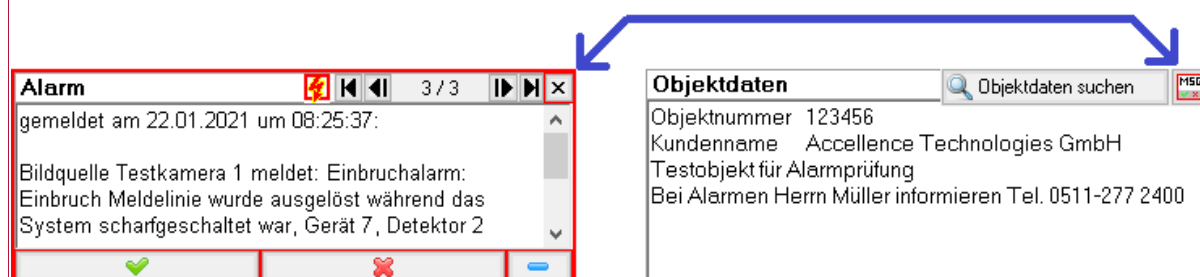 Alarm
3 / 3
gemeldet am 22.01.2021 um 08:25:37:
Bildquelle Testkamera 1 meldet: Einbruchalarm:
Einbruch Meldelinie wurde ausgelöst während das
System scharfgeschaltet war, Gerät 7, Detektor 2
Objektdaten
Objektdaten suchen
MSG
Objektnummer 123456
Kundenname Accellence Technologies GmbH
Testobjekt für Alarmprüfung
Bei Alarmen Herrn Müller informieren Tel. 0511-277 2400